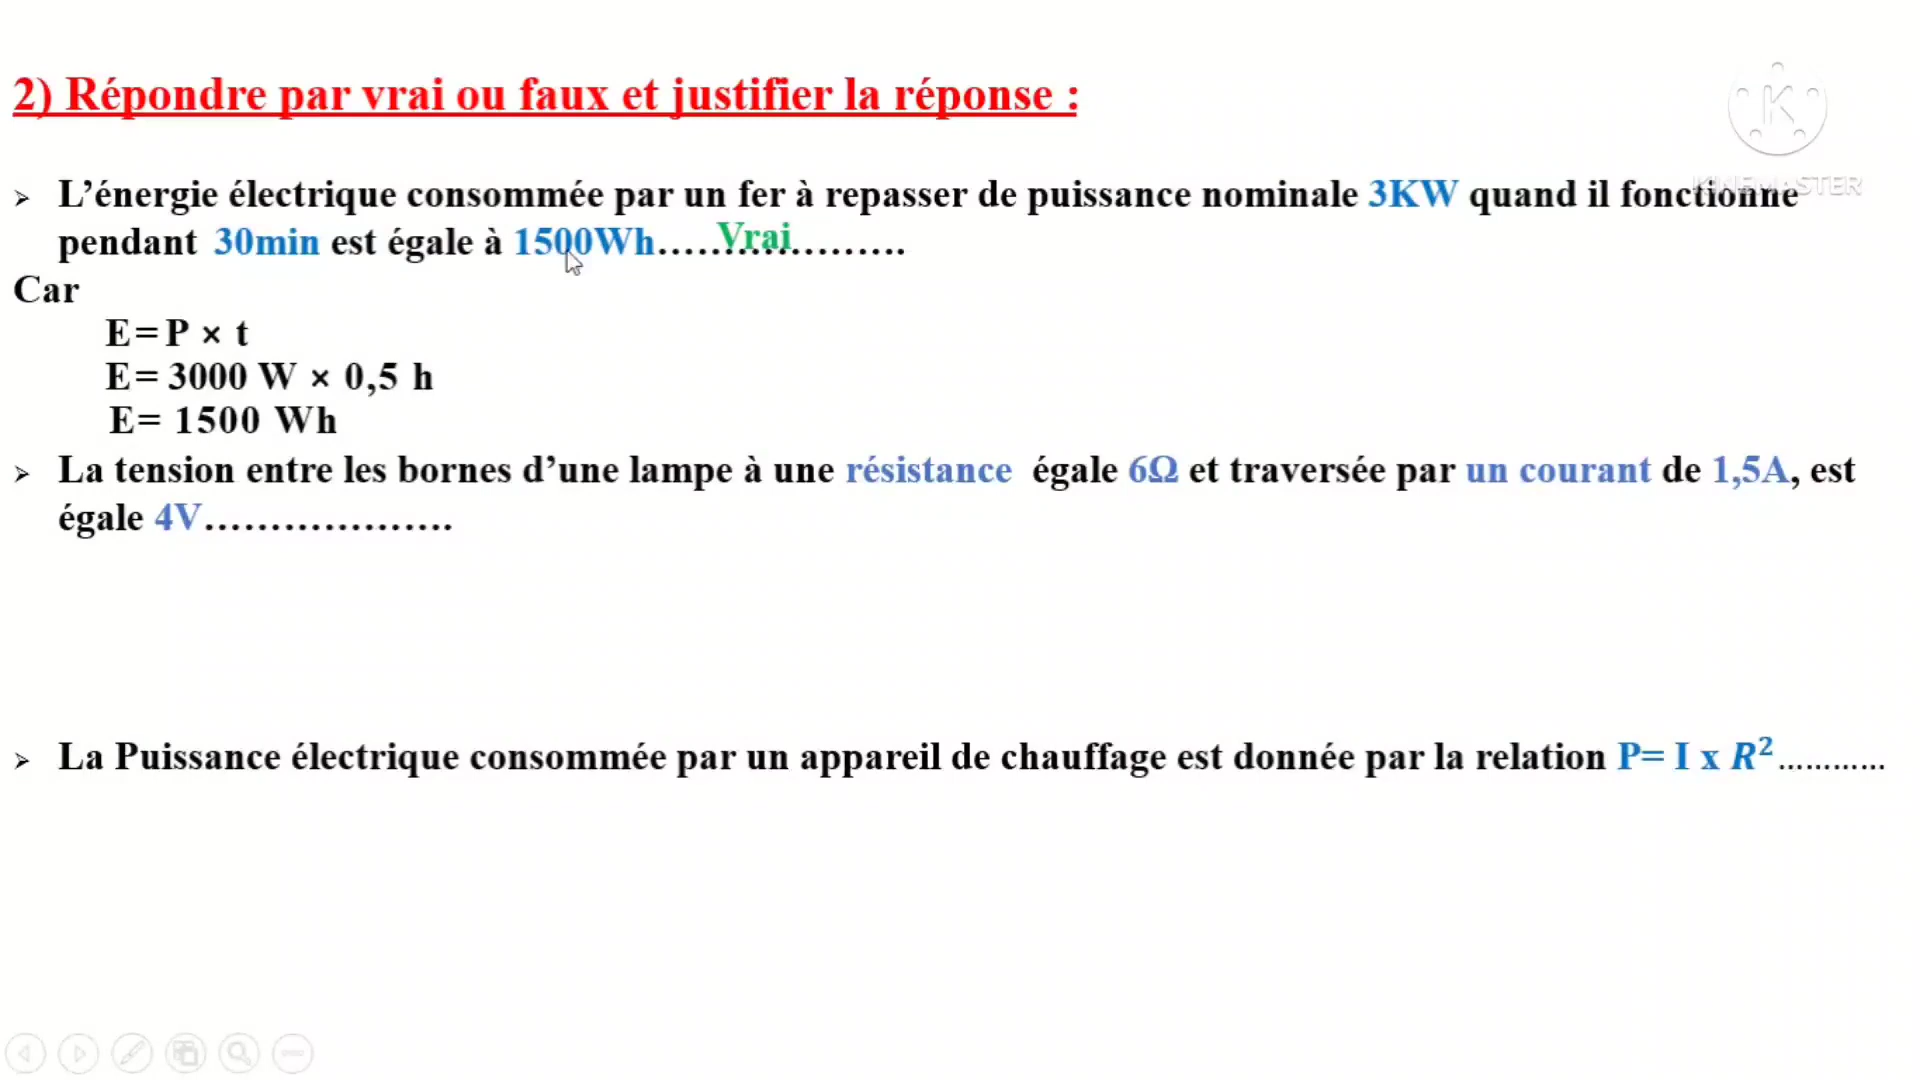 2) Répondre par vrai ou faux et justifier la réponse :
K
KINEMASTER
➢ L’énergie électrique consommée par un fer à repasser de puissance nominale 3KW quand il fonctionne
pendant 30min est égale à 1500Wh.....Vrai...................
Car
E=P × t
E= 3000 W × 0,5 h
E= 1500 Wh
➢ La tension entre les bornes d’une lampe à une résistance égale 6Ω et traversée par un courant de 1,5A, est
égale 4V...................
➢ La Puissance électrique consommée par un appareil de chauffage est donnée par la relation P= I x R²............